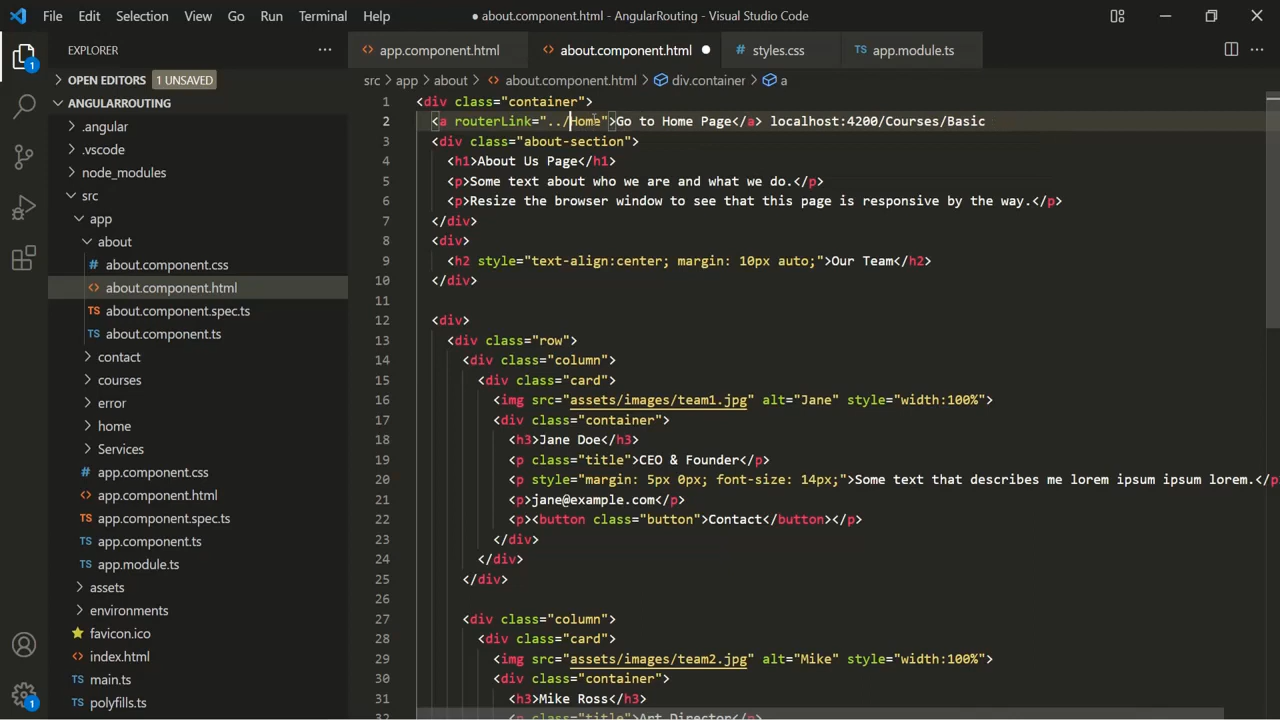 File Edit Selection View Go Run Terminal Help
● about.component.html - AngularRouting - Visual Studio Code
EXPLORER
OPEN EDITORS 1 UNSAVED
ANGULARROUTING
.angular
.vscode
node_modules
src
app
about
about.component.css
about.component.html
about.component.spec.ts
about.component.ts
contact
courses
error
home
Services
app.component.css
app.component.html
app.component.spec.ts
app.component.ts
app.module.ts
assets
environments
favicon.ico
index.html
main.ts
polyfills.ts
1
1
app.component.html
about.component.html
styles.css
app.module.ts
src > app > about > about.component.html > div.container > a
1 <div class="container">
2 <a routerLink="../Home">Go to Home Page</a> localhost:4200/Courses/Basic
3 <div class="about-section">
4 <h1>About Us Page</h1>
5 <p>Some text about who we are and what we do.</p>
6 <p>Resize the browser window to see that this page is responsive by the way.</p>
7 </div>
8 <div>
9 <h2 style="text-align:center; margin: 10px auto;">Our Team</h2>
10 </div>
11
12 <div>
13 <div class="row">
14 <div class="column">
15 <div class="card">
16 <img src="assets/images/team1.jpg" alt="Jane" style="width:100%">
17 <div class="container">
18 <h3>Jane Doe</h3>
19 <p class="title">CEO & Founder</p>
20 <p style="margin: 5px 0px; font-size: 14px;">Some text that describes me lorem ipsum ipsum lorem.</p
21 <p>jane@example.com</p>
22 <p><button class="button">Contact</button></p>
23 </div>
24 </div>
25 </div>
26
27 <div class="column">
28 <div class="card">
29 <img src="assets/images/team2.jpg" alt="Mike" style="width:100%">
30 <div class="container">
31 <h3>Mike Ross</h3>
32 <p class="title">Art Director</p>